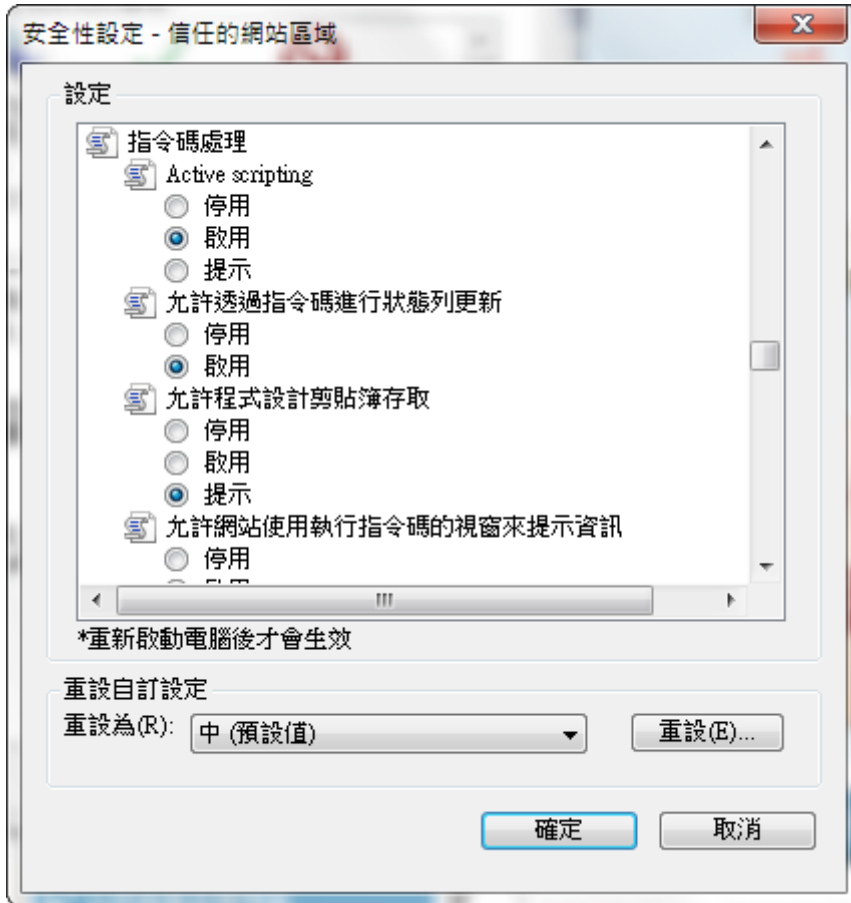 安全性設定 - 信任的網站區域
設定
指令碼處理
Active scripting
停用
啟用
提示
允許透過指令碼進行狀態列更新
停用
啟用
允許程式設計剪貼簿存取
停用
啟用
提示
允許網站使用執行指令碼的視窗來提示資訊
停用
*重新啟動電腦後才會生效
重設自訂設定
重設為(R): 中 (預設值) 重設(E)...
確定 取消